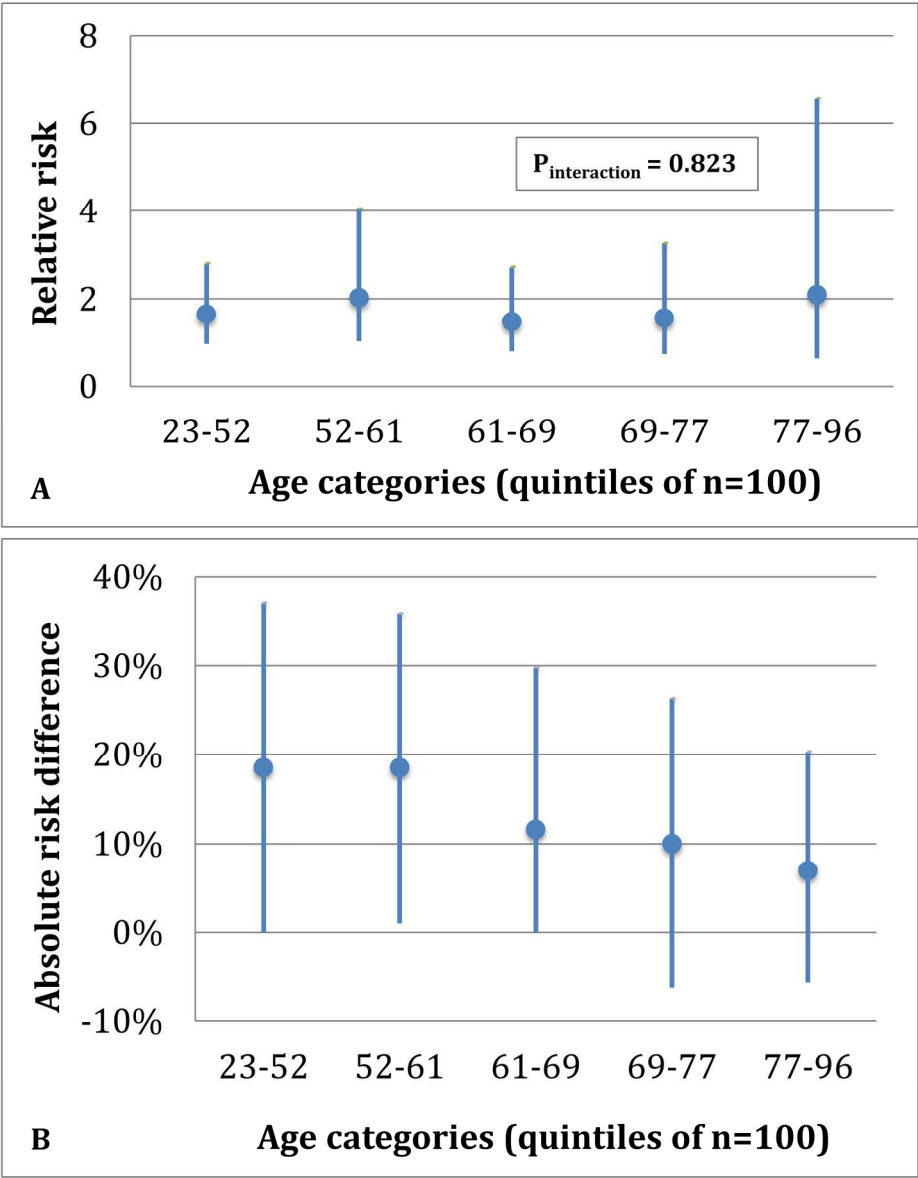 8
6
4
2
0
Relative risk
P_interaction = 0.823
23-52 52-61 61-69 69-77 77-96
A Age categories (quintiles of n=100)
40%
30%
20%
10%
0%
-10%
Absolute risk difference
23-52 52-61 61-69 69-77 77-96
B Age categories (quintiles of n=100)